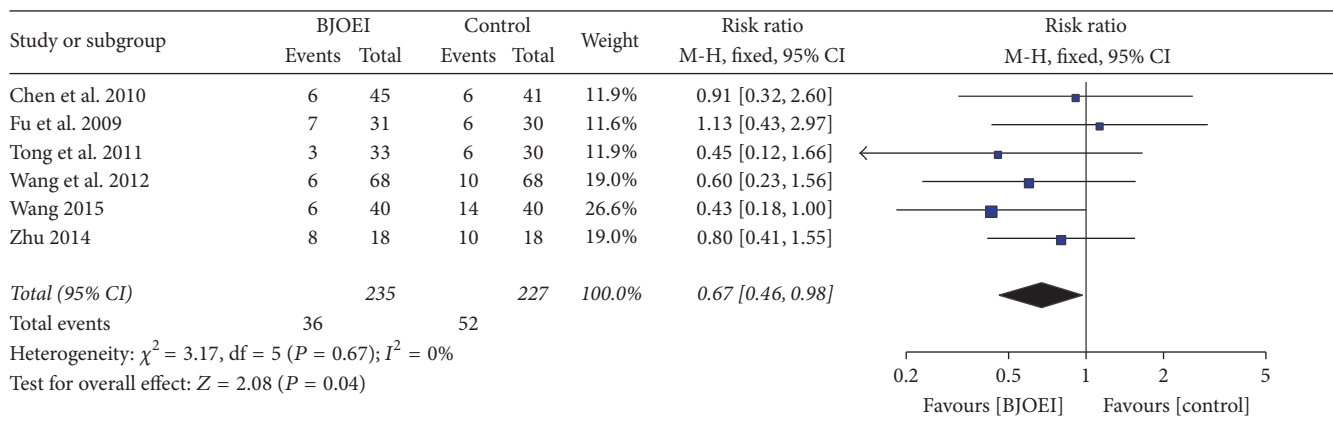 Study or subgroup BJOEI Control Weight Risk ratio Risk ratio
Events Total Events Total M-H, fixed, 95% CI M-H, fixed, 95% CI
Chen et al. 2010 6 45 6 41 11.9% 0.91 [0.32, 2.60]
Fu et al. 2009 7 31 6 30 11.6% 1.13 [0.43, 2.97]
Tong et al. 2011 3 33 6 30 11.9% 0.45 [0.12, 1.66]
Wang et al. 2012 6 68 10 68 19.0% 0.60 [0.23, 1.56]
Wang 2015 6 40 14 40 26.6% 0.43 [0.18, 1.00]
Zhu 2014 8 18 10 18 19.0% 0.80 [0.41, 1.55]
Total (95% CI) 235 227 100.0% 0.67 [0.46, 0.98]
Total events 36 52
Heterogeneity: χ² = 3.17, df = 5 (P = 0.67); I² = 0%
Test for overall effect: Z = 2.08 (P = 0.04)
0.2 0.5 1 2 5
Favours [BJOEI] Favours [control]